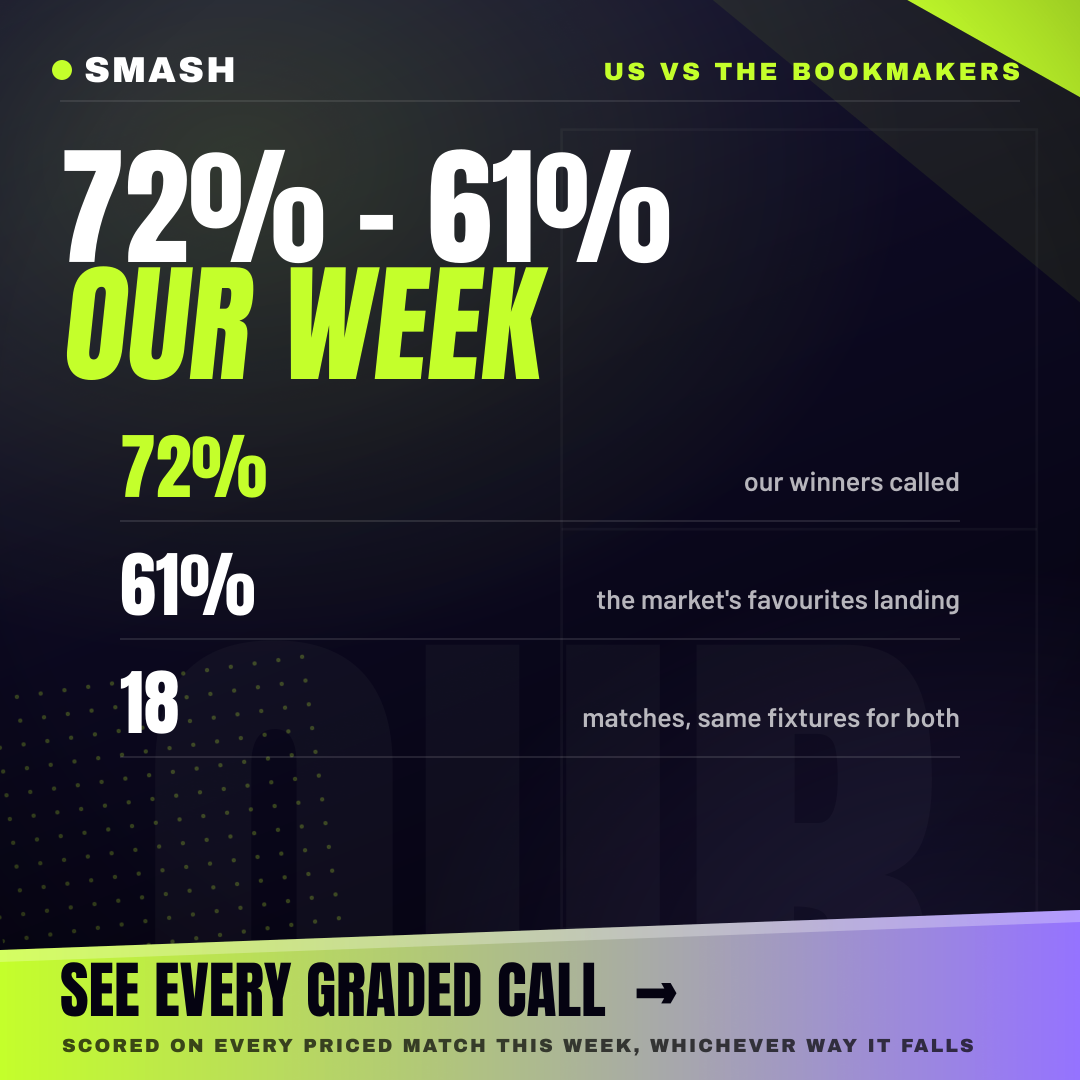 SMASH
US VS THE BOOKMAKERS
72% - 61%
OUR WEEK
72%
our winners called
61%
the market's favourites landing
18
matches, same fixtures for both
OUR
SEE EVERY GRADED CALL →
SCORED ON EVERY PRICED MATCH THIS WEEK, WHICHEVER WAY IT FALLS